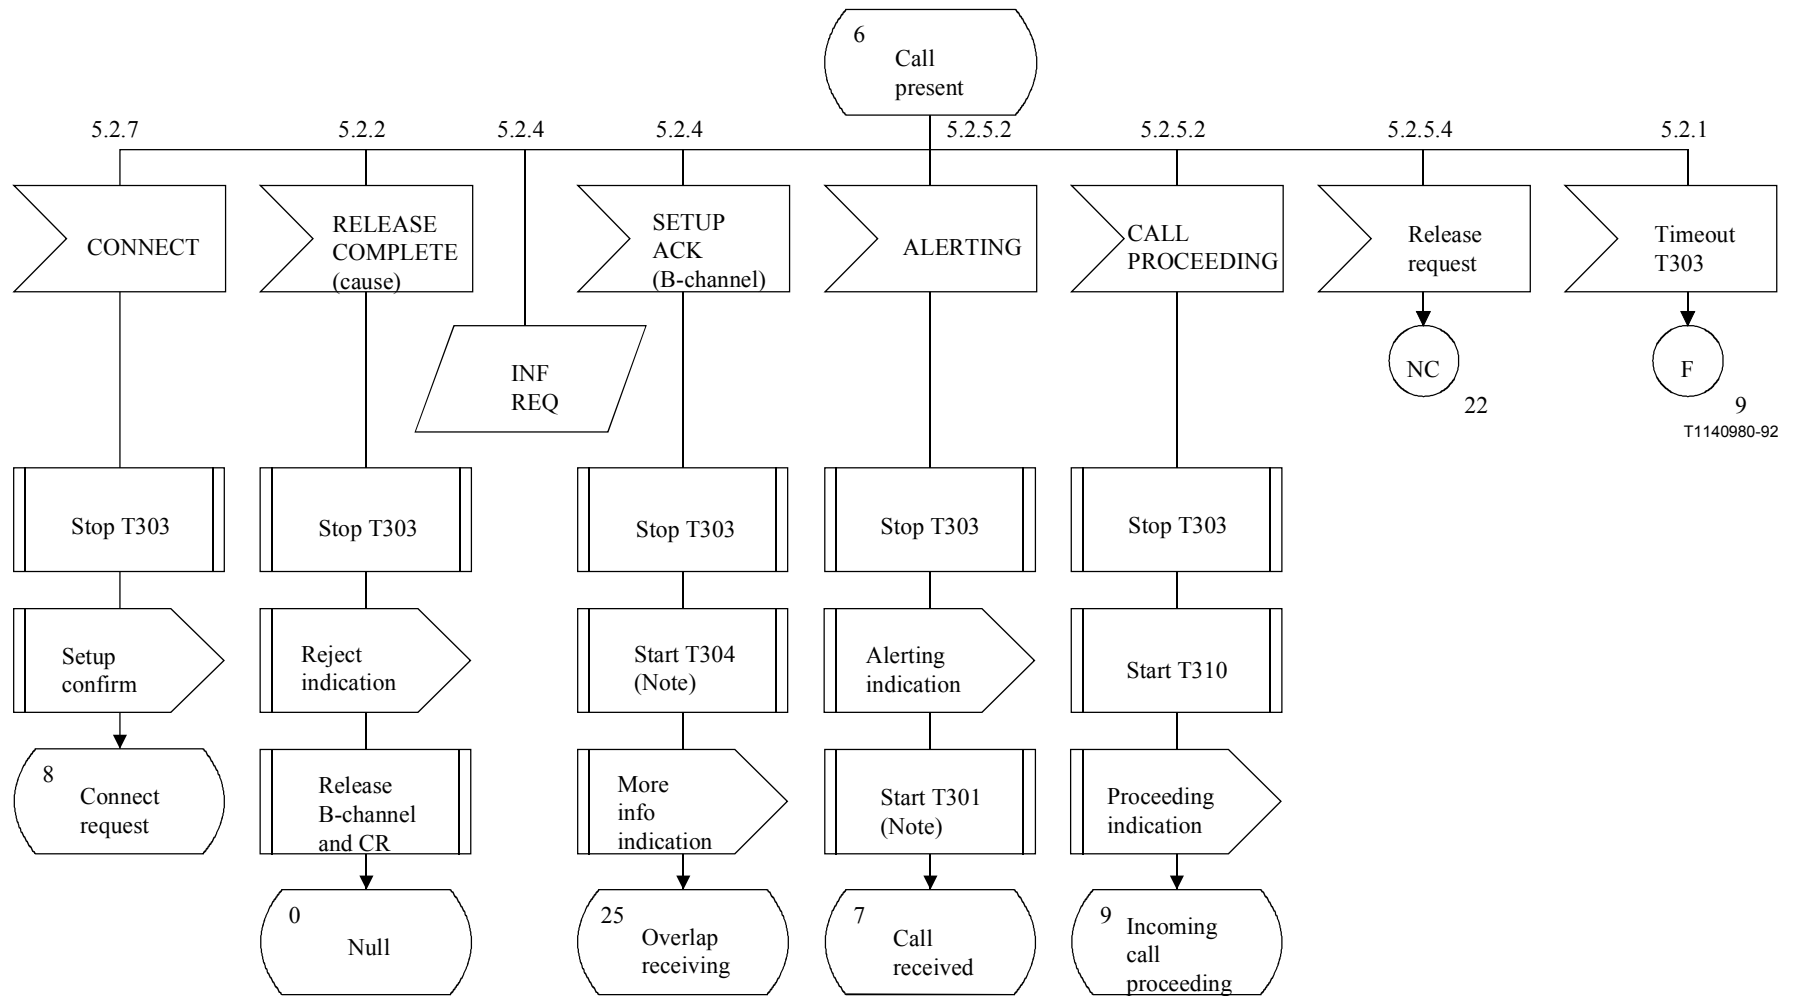 6
Call
present
5.2.7
5.2.2
5.2.4
5.2.4
5.2.5.2
5.2.5.2
5.2.5.4
5.2.1
CONNECT
RELEASE
COMPLETE
(cause)
SETUP
ACK
(B-channel)
ALERTING
CALL
PROCEEDING
Release
request
Timeout
T303
INF
REQ
NC
22
F
9
T1140980-92
Stop T303
Stop T303
Stop T303
Stop T303
Stop T303
Setup
confirm
Reject
indication
Start T304
(Note)
Alerting
indication
Start T310
8
Connect
request
Release
B-channel
and CR
More
info
indication
Start T301
(Note)
Proceeding
indication
0
Null
25
Overlap
receiving
7
Call
received
9
Incoming
call
proceeding